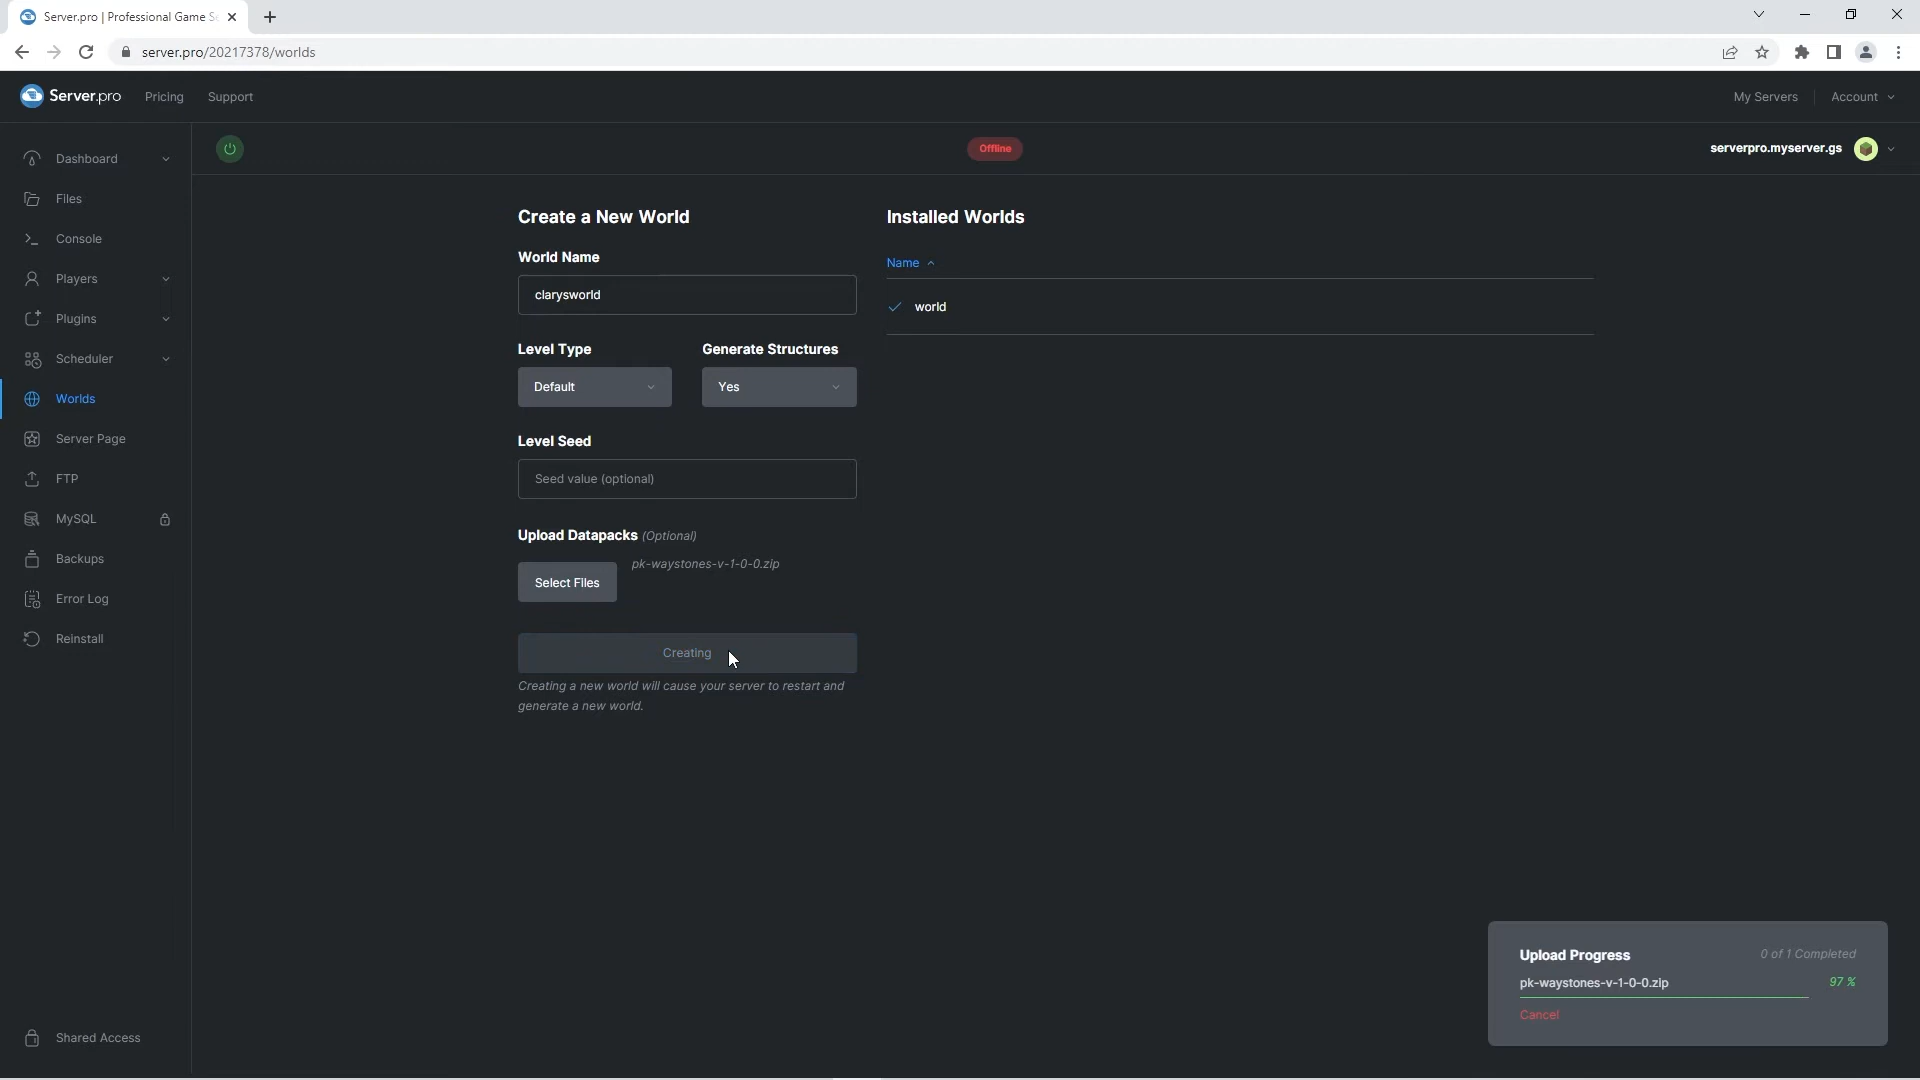 Server.pro | Professional Game Se
server.pro/20217378/worlds
Server.pro
Pricing
Support
My Servers
Account
Dashboard
Files
Console
Players
Plugins
Scheduler
Worlds
Server Page
FTP
MySQL
Backups
Error Log
Reinstall
Shared Access
Offline
serverpro.myserver.gs
Create a New World
World Name
clarysworld
Level Type
Generate Structures
Default
Yes
Level Seed
Seed value (optional)
Upload Datapacks (Optional)
Select Files
pk-waystones-v-1-0-0.zip
Creating
Creating a new world will cause your server to restart and
generate a new world.
Installed Worlds
Name
world
Upload Progress
0 of 1 Completed
pk-waystones-v-1-0-0.zip
97 %
Cancel